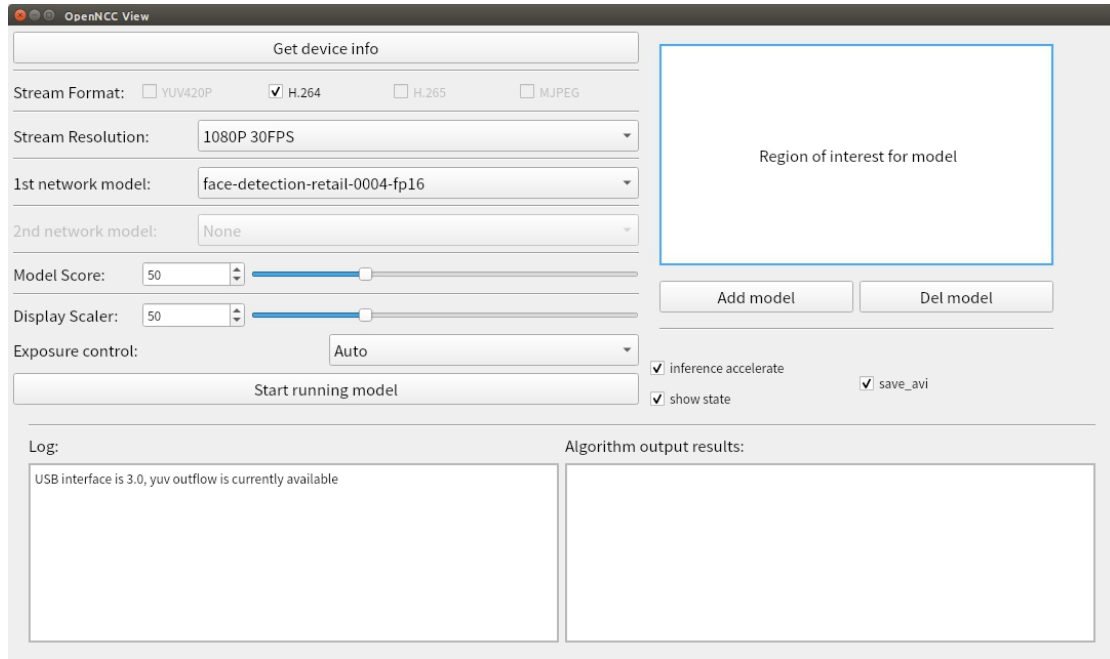 OpenNCC View
Get device info
Stream Format: YUV420P H.264 H.265 MJPEG
Stream Resolution: 1080P 30FPS
1st network model: face-detection-retail-0004-fp16
2nd network model: None
Model Score: 50
Display Scaler: 50
Exposure control: Auto
Start running model
Region of interest for model
Add model Del model
inference accelerate
save_avi
show state
Log:
USB interface is 3.0, yuv outflow is currently available
Algorithm output results: